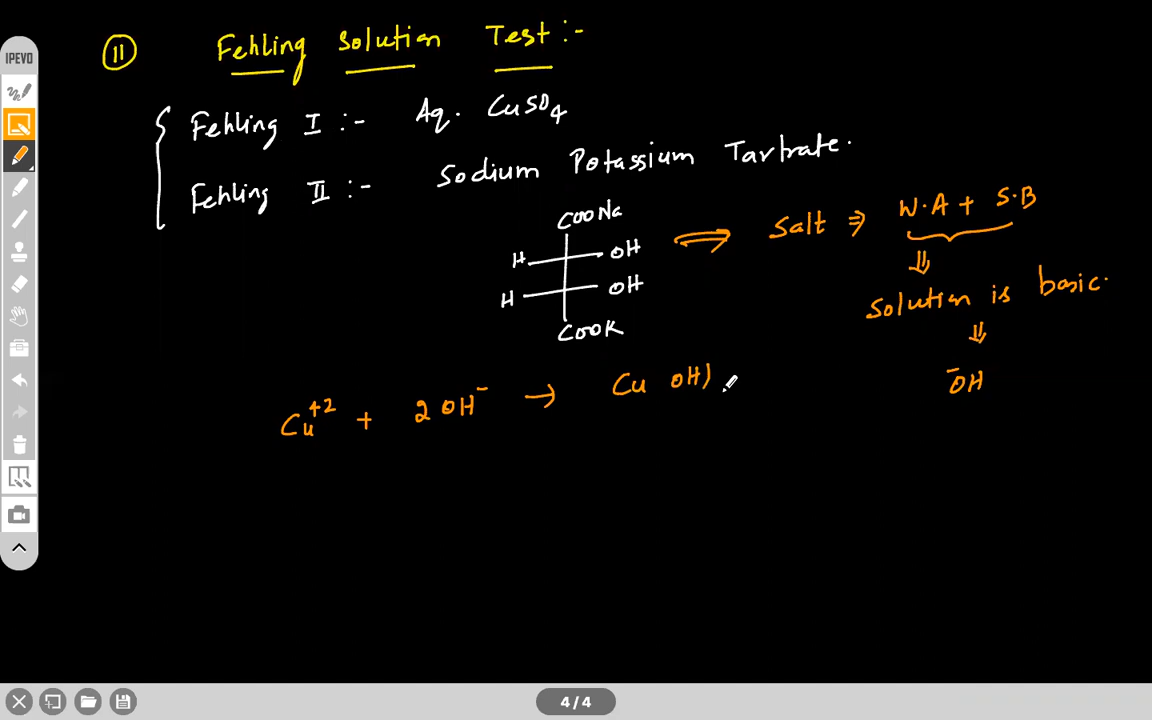 IPEVO
11 Fehling Solution Test :-
Fehling I :- Aq. CuSO4
Fehling II :- Sodium Potassium Tartrate.
COONa
H OH
H OH
COOK
⇒ Salt ⇒ W.A + S.B
⇓
Solution is basic.
⇓
-OH
Cu+2 + 2OH- → Cu OH)
4/4